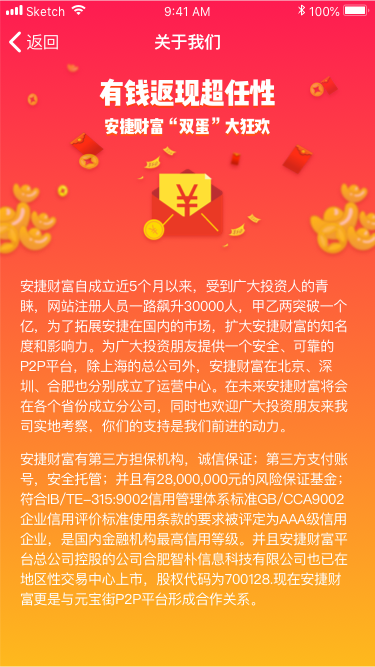 Sketch 9:41 AM 100%
返回 关于我们
有钱返现超任性
安捷财富“双蛋”大狂欢
¥
安捷财富自成立近5个月以来，受到广大投资人的青
睐，网站注册人员一路飙升30000人，甲乙两突破一个
亿，为了拓展安捷在国内的市场，扩大安捷财富的知名
度和影响力。为广大投资朋友提供一个安全、可靠的
P2P平台，除上海的总公司外，安捷财富在北京、深
圳、合肥也分别成立了运营中心。在未来安捷财富将会
在各个省份成立分公司，同时也欢迎广大投资朋友来我
司实地考察，你们的支持是我们前进的动力。
安捷财富有第三方担保机构，诚信保证；第三方支付账
号，安全托管；并且有28,000,000元的风险保证基金；
符合IB/TE-315:9002信用管理体系标准GB/CCA9002
企业信用评价标准使用条款的要求被评定为AAA级信用
企业，是国内金融机构最高信用等级。并且安捷财富平
台总公司控股的公司合肥智朴信息科技有限公司也已在
地区性交易中心上市，股权代码为700128.现在安捷财
富更是与元宝街P2P平台形成合作关系。